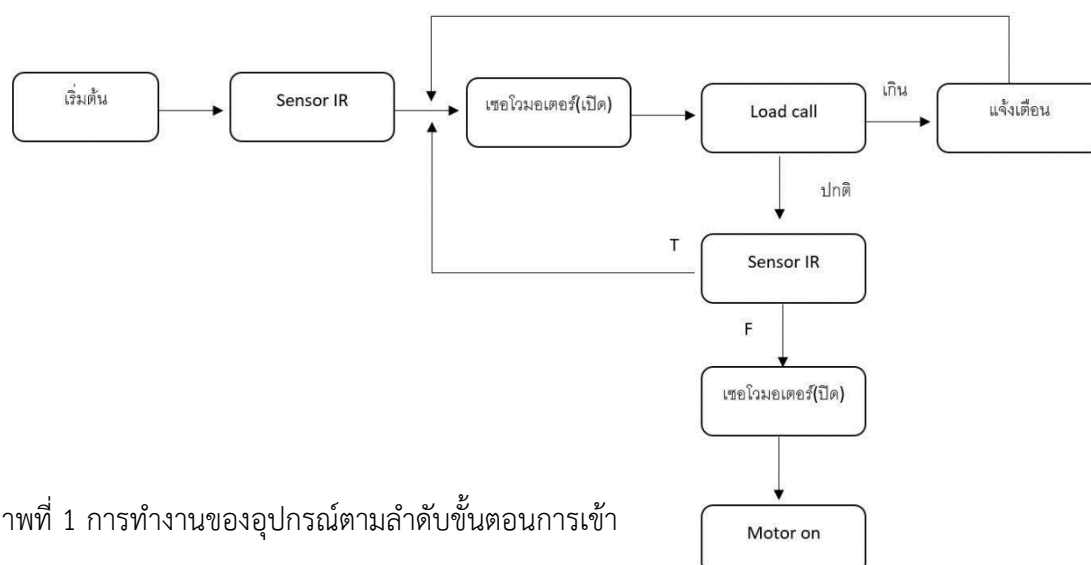 เริ่มต้น
Sensor IR
เซอโวมอเตอร์(เปิด)
Load call
เกิน
แจ้งเตือน
ปกติ
T
Sensor IR
F
เซอโวมอเตอร์(ปิด)
Motor on
าพที่ 1 การทำงานของอุปกรณ์ตามลำดับขั้นตอนการเข้า